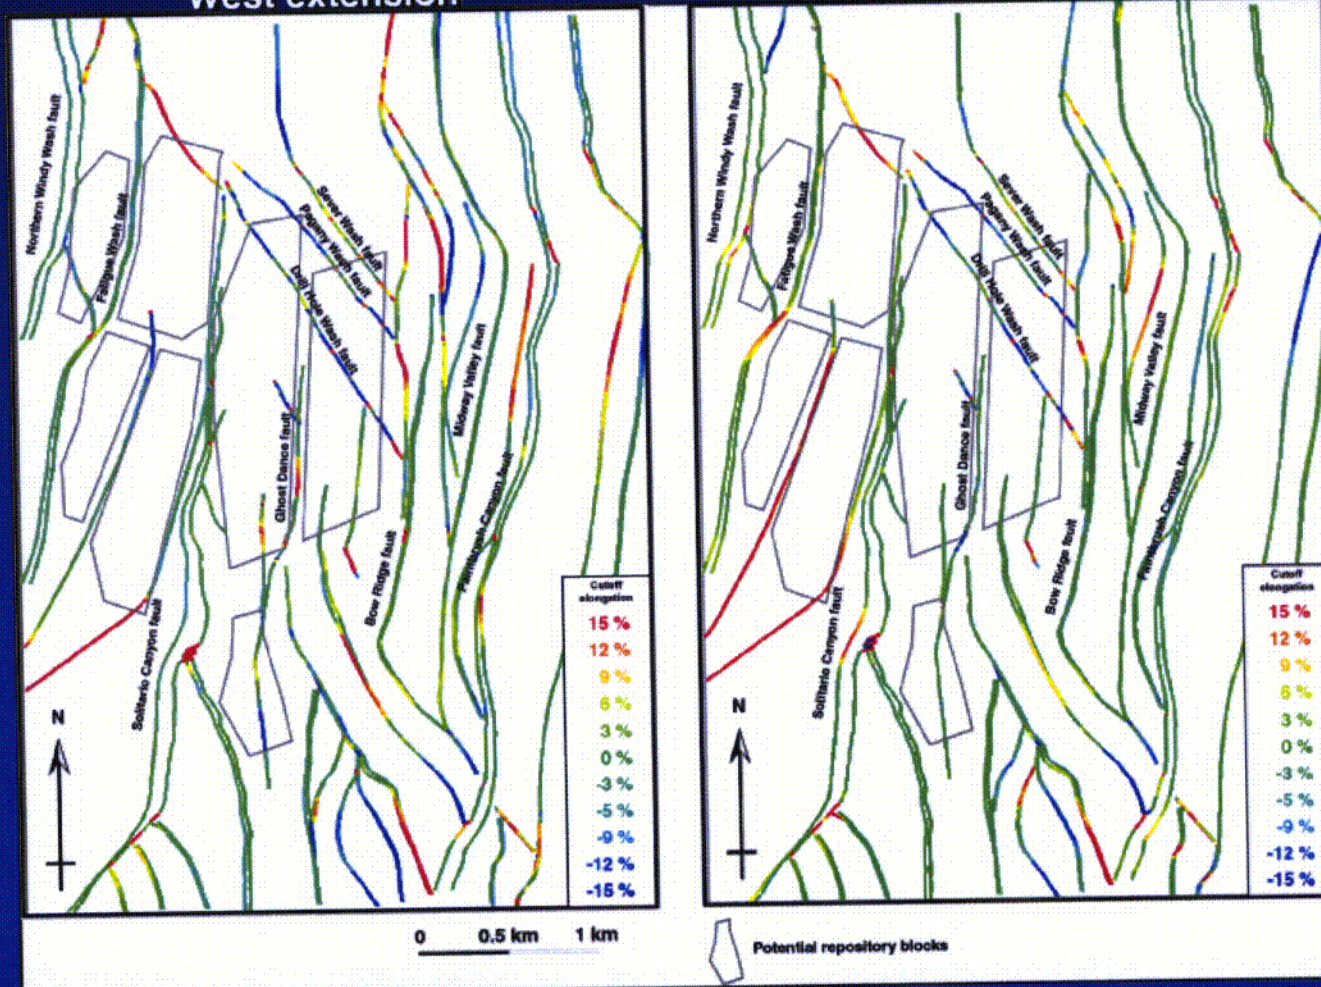 West extension
Northern Windy Wash fault
Fatigue Wash fault
Sever Wash fault
Pagany Wash fault
Drill Hole Wash fault
Ghost Dance fault
Midway Valley fault
Paintbrush Canyon fault
Bow Ridge fault
Solitario Canyon fault
N
Cutoff
elongation
15 %
12 %
9 %
6 %
3 %
0 %
-3 %
-5 %
-9 %
-12 %
-15 %
Northern Windy Wash fault
Fatigue Wash fault
Sever Wash fault
Pagany Wash fault
Drill Hole Wash fault
Ghost Dance fault
Midway Valley fault
Paintbrush Canyon fault
Bow Ridge fault
Solitario Canyon fault
N
Cutoff
elongation
15 %
12 %
9 %
6 %
3 %
0 %
-3 %
-5 %
-9 %
-12 %
-15 %
0 0.5 km 1 km
Potential repository blocks